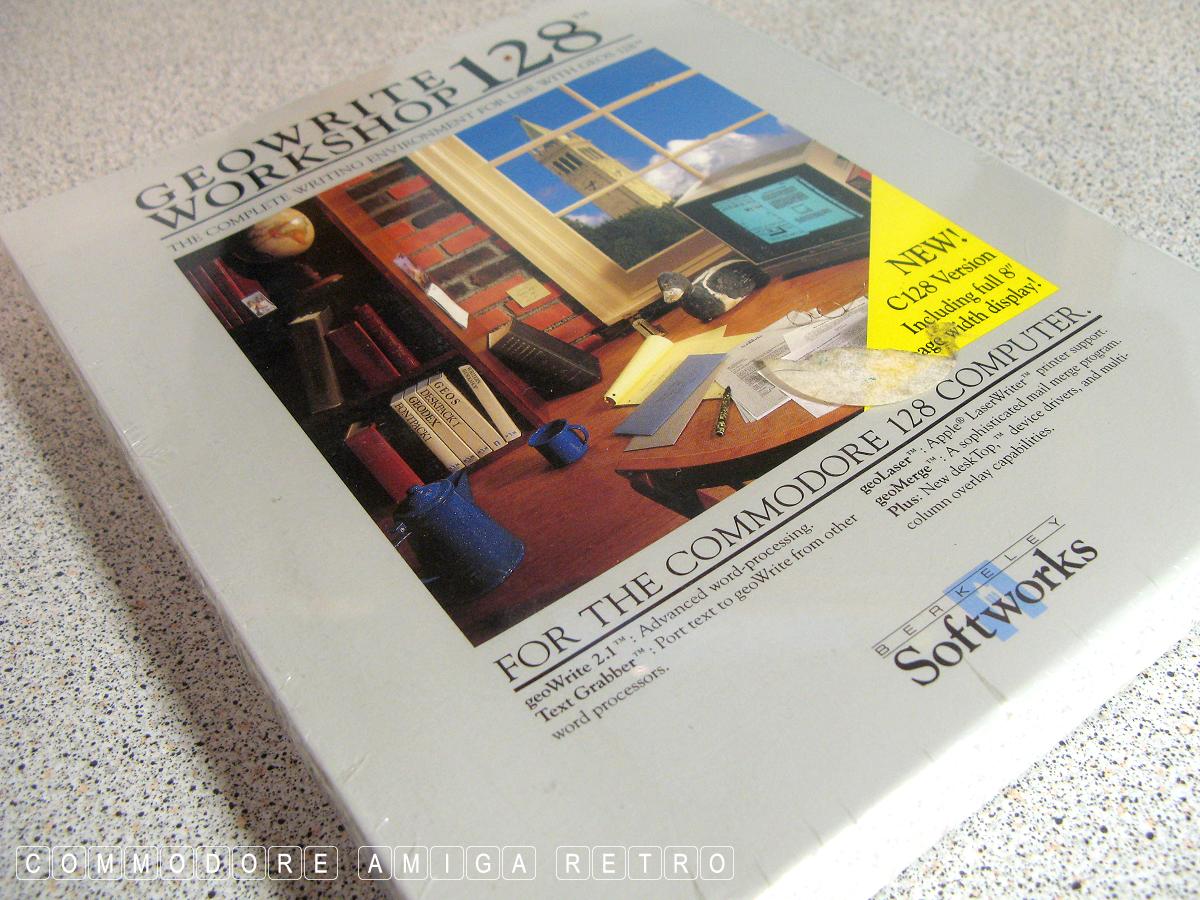 GEOWRITE
WORKSHOP 128™
THE COMPLETE WRITING ENVIRONMENT FOR USE WITH GEOS 128™
NEW!
C128 Version
Including full 8"
age width display!
GEOS
DESKPACK 1
GEODEX
FONTPACK 1
FOR THE COMMODORE 128 COMPUTER.
geoWrite 2.1™: Advanced word-processing.
Text Grabber™: Port text to geoWrite from other
word processors.
geoLaser™: Apple® LaserWriter™ printer support.
geoMerge™: A sophisticated mail merge program.
Plus: New deskTop,™ device drivers, and multi-
column overlay capabilities.
BERKELEY
Softworks
COMMODORE AMIGA RETRO